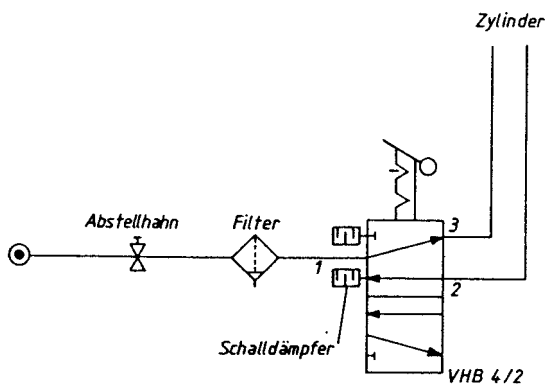 Zylinder
Abstellhahn
Filter
3
1
2
Schalldämpfer
VHB 4/2